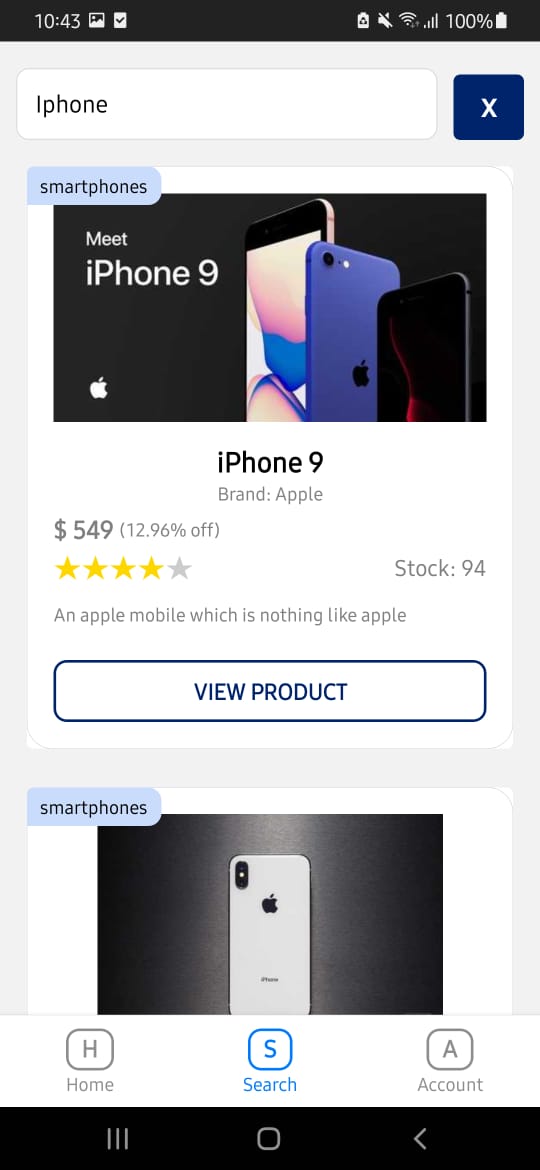 10:43 100%
Iphone X
smartphones
Meet
iPhone 9
iPhone 9
Brand: Apple
$ 549 (12.96% off)
Stock: 94
An apple mobile which is nothing like apple
VIEW PRODUCT
smartphones
iPhone
H S A
Home Search Account